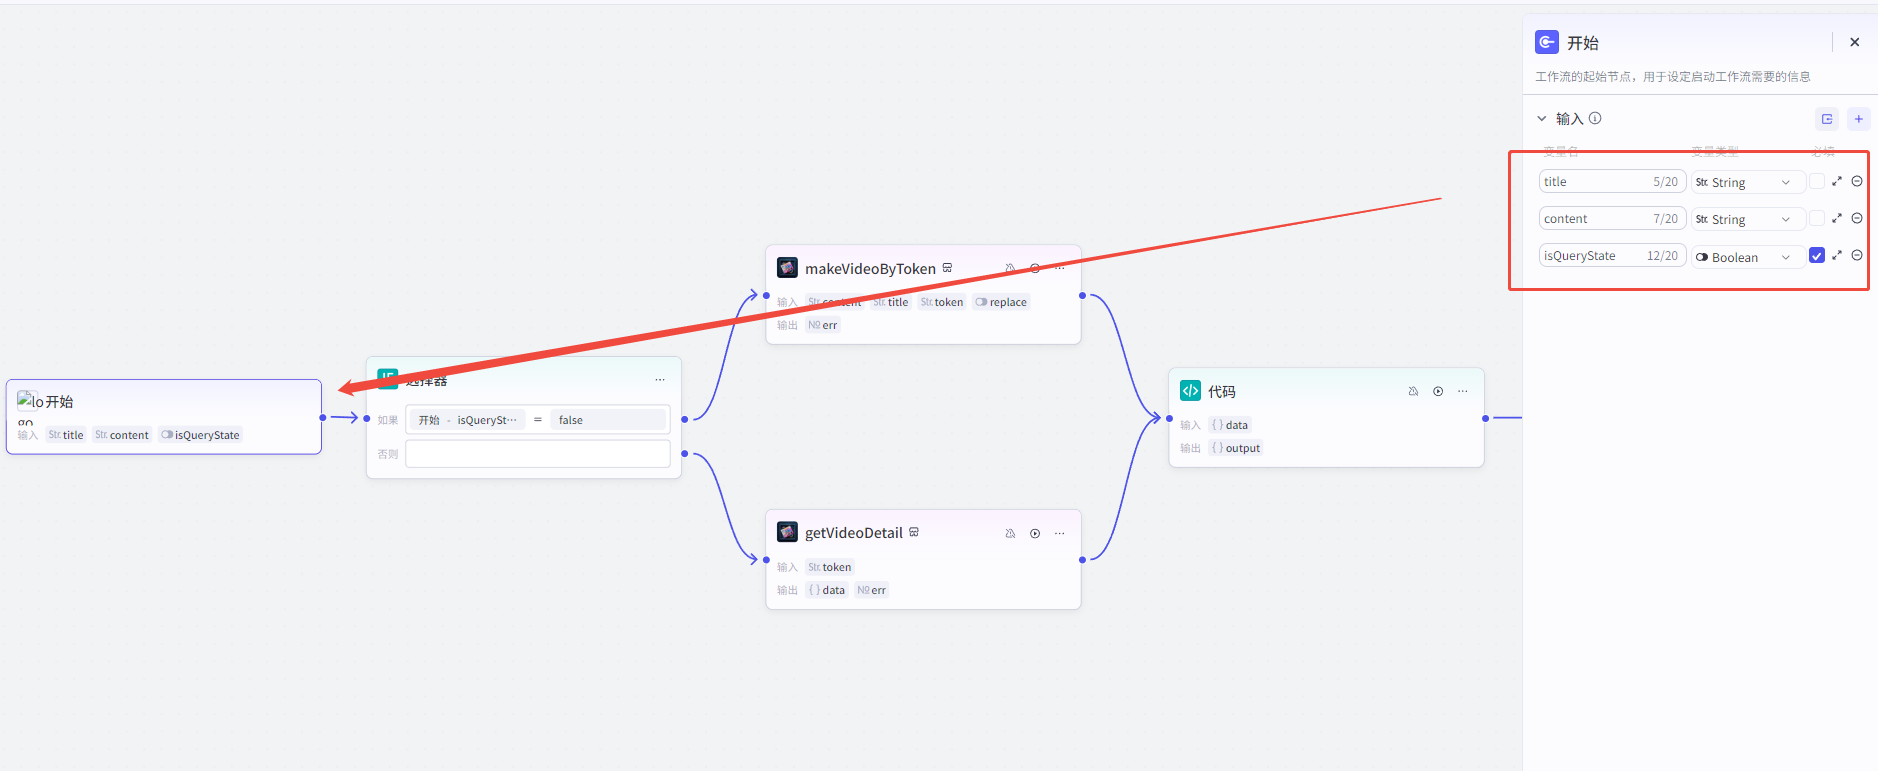 开始
工作流的起始节点，用于设定启动工作流需要的信息
输入
变量名 变量类型 必填
title 5/20 Str. String
content 7/20 Str. String
isQueryState 12/20 Boolean
lo
go
开始
输入 Str. title Str. content isQueryState
选择器
如果 开始 - isQuerySt··· = false
否则
makeVideoByToken
输入 Str. content Str. title Str. token replace
输出 Nº err
getVideoDetail
输入 Str. token
输出 { } data Nº err
代码
输入 { } data
输出 { } output